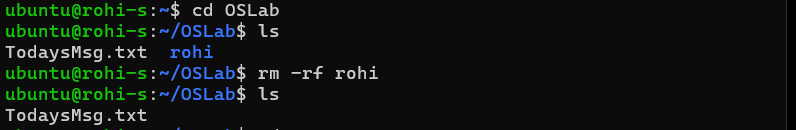 ubuntu@rohi-s:~$ cd OSLab
ubuntu@rohi-s:~/OSLab$ ls
TodaysMsg.txt  rohi
ubuntu@rohi-s:~/OSLab$ rm -rf rohi
ubuntu@rohi-s:~/OSLab$ ls
TodaysMsg.txt